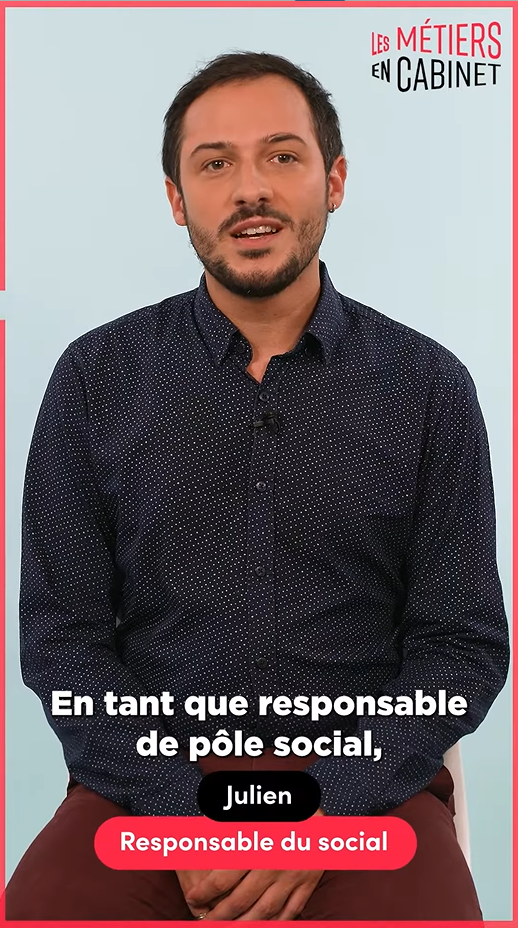 LES MÉTIERS
EN CABINET
En tant que responsable
de pôle social,
Julien
Responsable du social